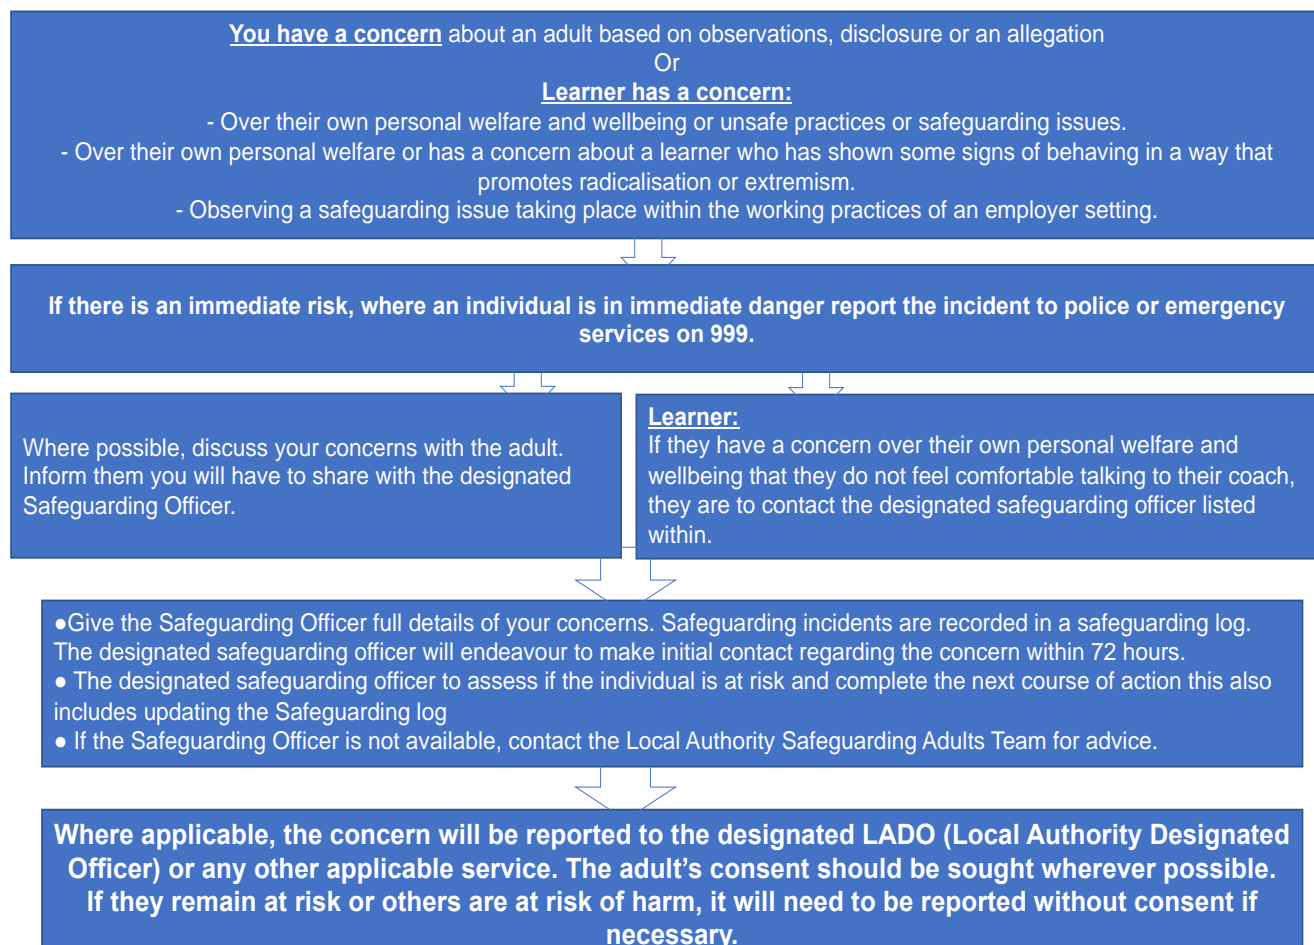 You have a concern about an adult based on observations, disclosure or an allegation
Or
Learner has a concern:
- Over their own personal welfare and wellbeing or unsafe practices or safeguarding issues.
- Over their own personal welfare or has a concern about a learner who has shown some signs of behaving in a way that
promotes radicalisation or extremism.
- Observing a safeguarding issue taking place within the working practices of an employer setting.
If there is an immediate risk, where an individual is in immediate danger report the incident to police or emergency
services on 999.
Where possible, discuss your concerns with the adult.
Inform them you will have to share with the designated
Safeguarding Officer.
Learner:
If they have a concern over their own personal welfare and
wellbeing that they do not feel comfortable talking to their coach,
they are to contact the designated safeguarding officer listed
within.
●Give the Safeguarding Officer full details of your concerns. Safeguarding incidents are recorded in a safeguarding log.
The designated safeguarding officer will endeavour to make initial contact regarding the concern within 72 hours.
● The designated safeguarding officer to assess if the individual is at risk and complete the next course of action this also
includes updating the Safeguarding log
● If the Safeguarding Officer is not available, contact the Local Authority Safeguarding Adults Team for advice.
Where applicable, the concern will be reported to the designated LADO (Local Authority Designated
Officer) or any other applicable service. The adult's consent should be sought wherever possible.
If they remain at risk or others are at risk of harm, it will need to be reported without consent if
necessary.